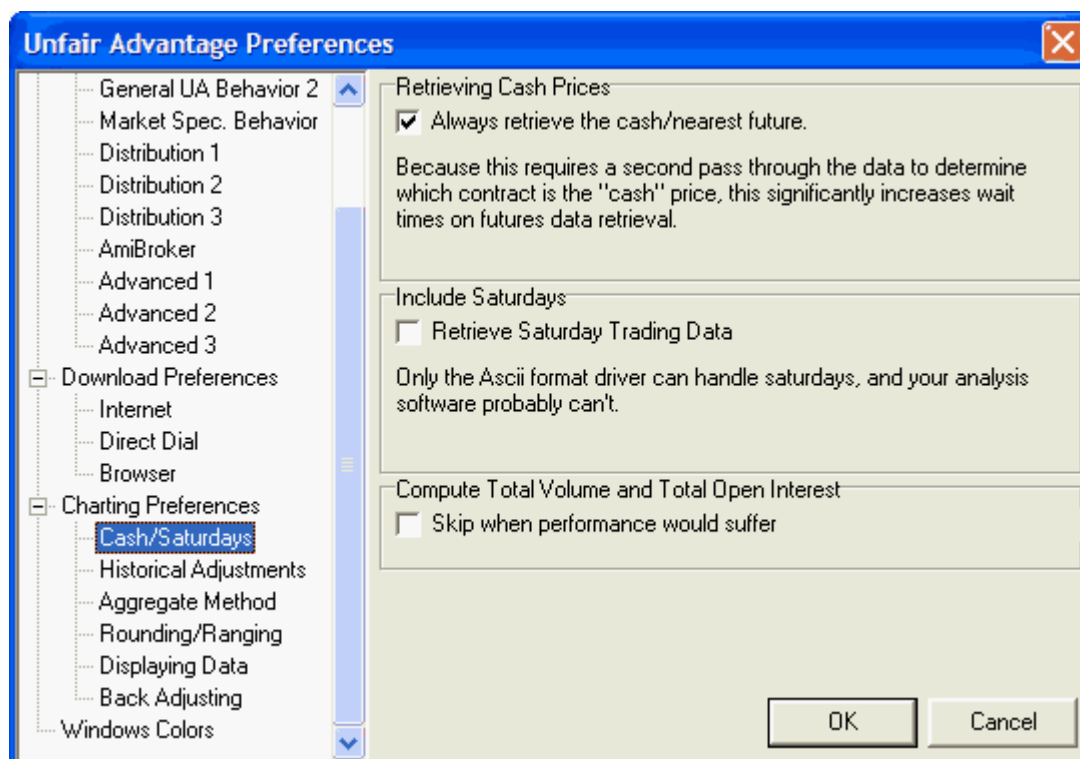 Unfair Advantage Preferences
General UA Behavior 2
Market Spec. Behavior
Distribution 1
Distribution 2
Distribution 3
AmiBroker
Advanced 1
Advanced 2
Advanced 3
Download Preferences
Internet
Direct Dial
Browser
Charting Preferences
Cash/Saturdays
Historical Adjustments
Aggregate Method
Rounding/Ranging
Displaying Data
Back Adjusting
Windows Colors
Retrieving Cash Prices
Always retrieve the cash/nearest future.
Because this requires a second pass through the data to determine
which contract is the "cash" price, this significantly increases wait
times on futures data retrieval.
Include Saturdays
Retrieve Saturday Trading Data
Only the Ascii format driver can handle saturdays, and your analysis
software probably can't.
Compute Total Volume and Total Open Interest
Skip when performance would suffer
OK
Cancel